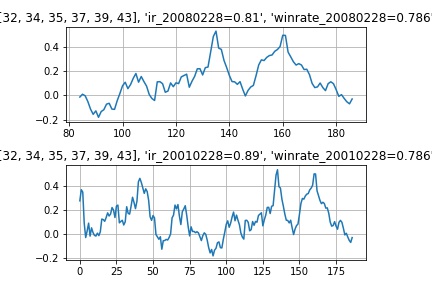 [32, 34, 35, 37, 39, 43], 'ir_20080228=0.81', 'winrate_20080228=0.786'
0.4
0.2
0.0
−0.2
80 100 120 140 160 180
[32, 34, 35, 37, 39, 43], 'ir_20010228=0.89', 'winrate_20010228=0.786'
0.4
0.2
0.0
−0.2
0 25 50 75 100 125 150 175